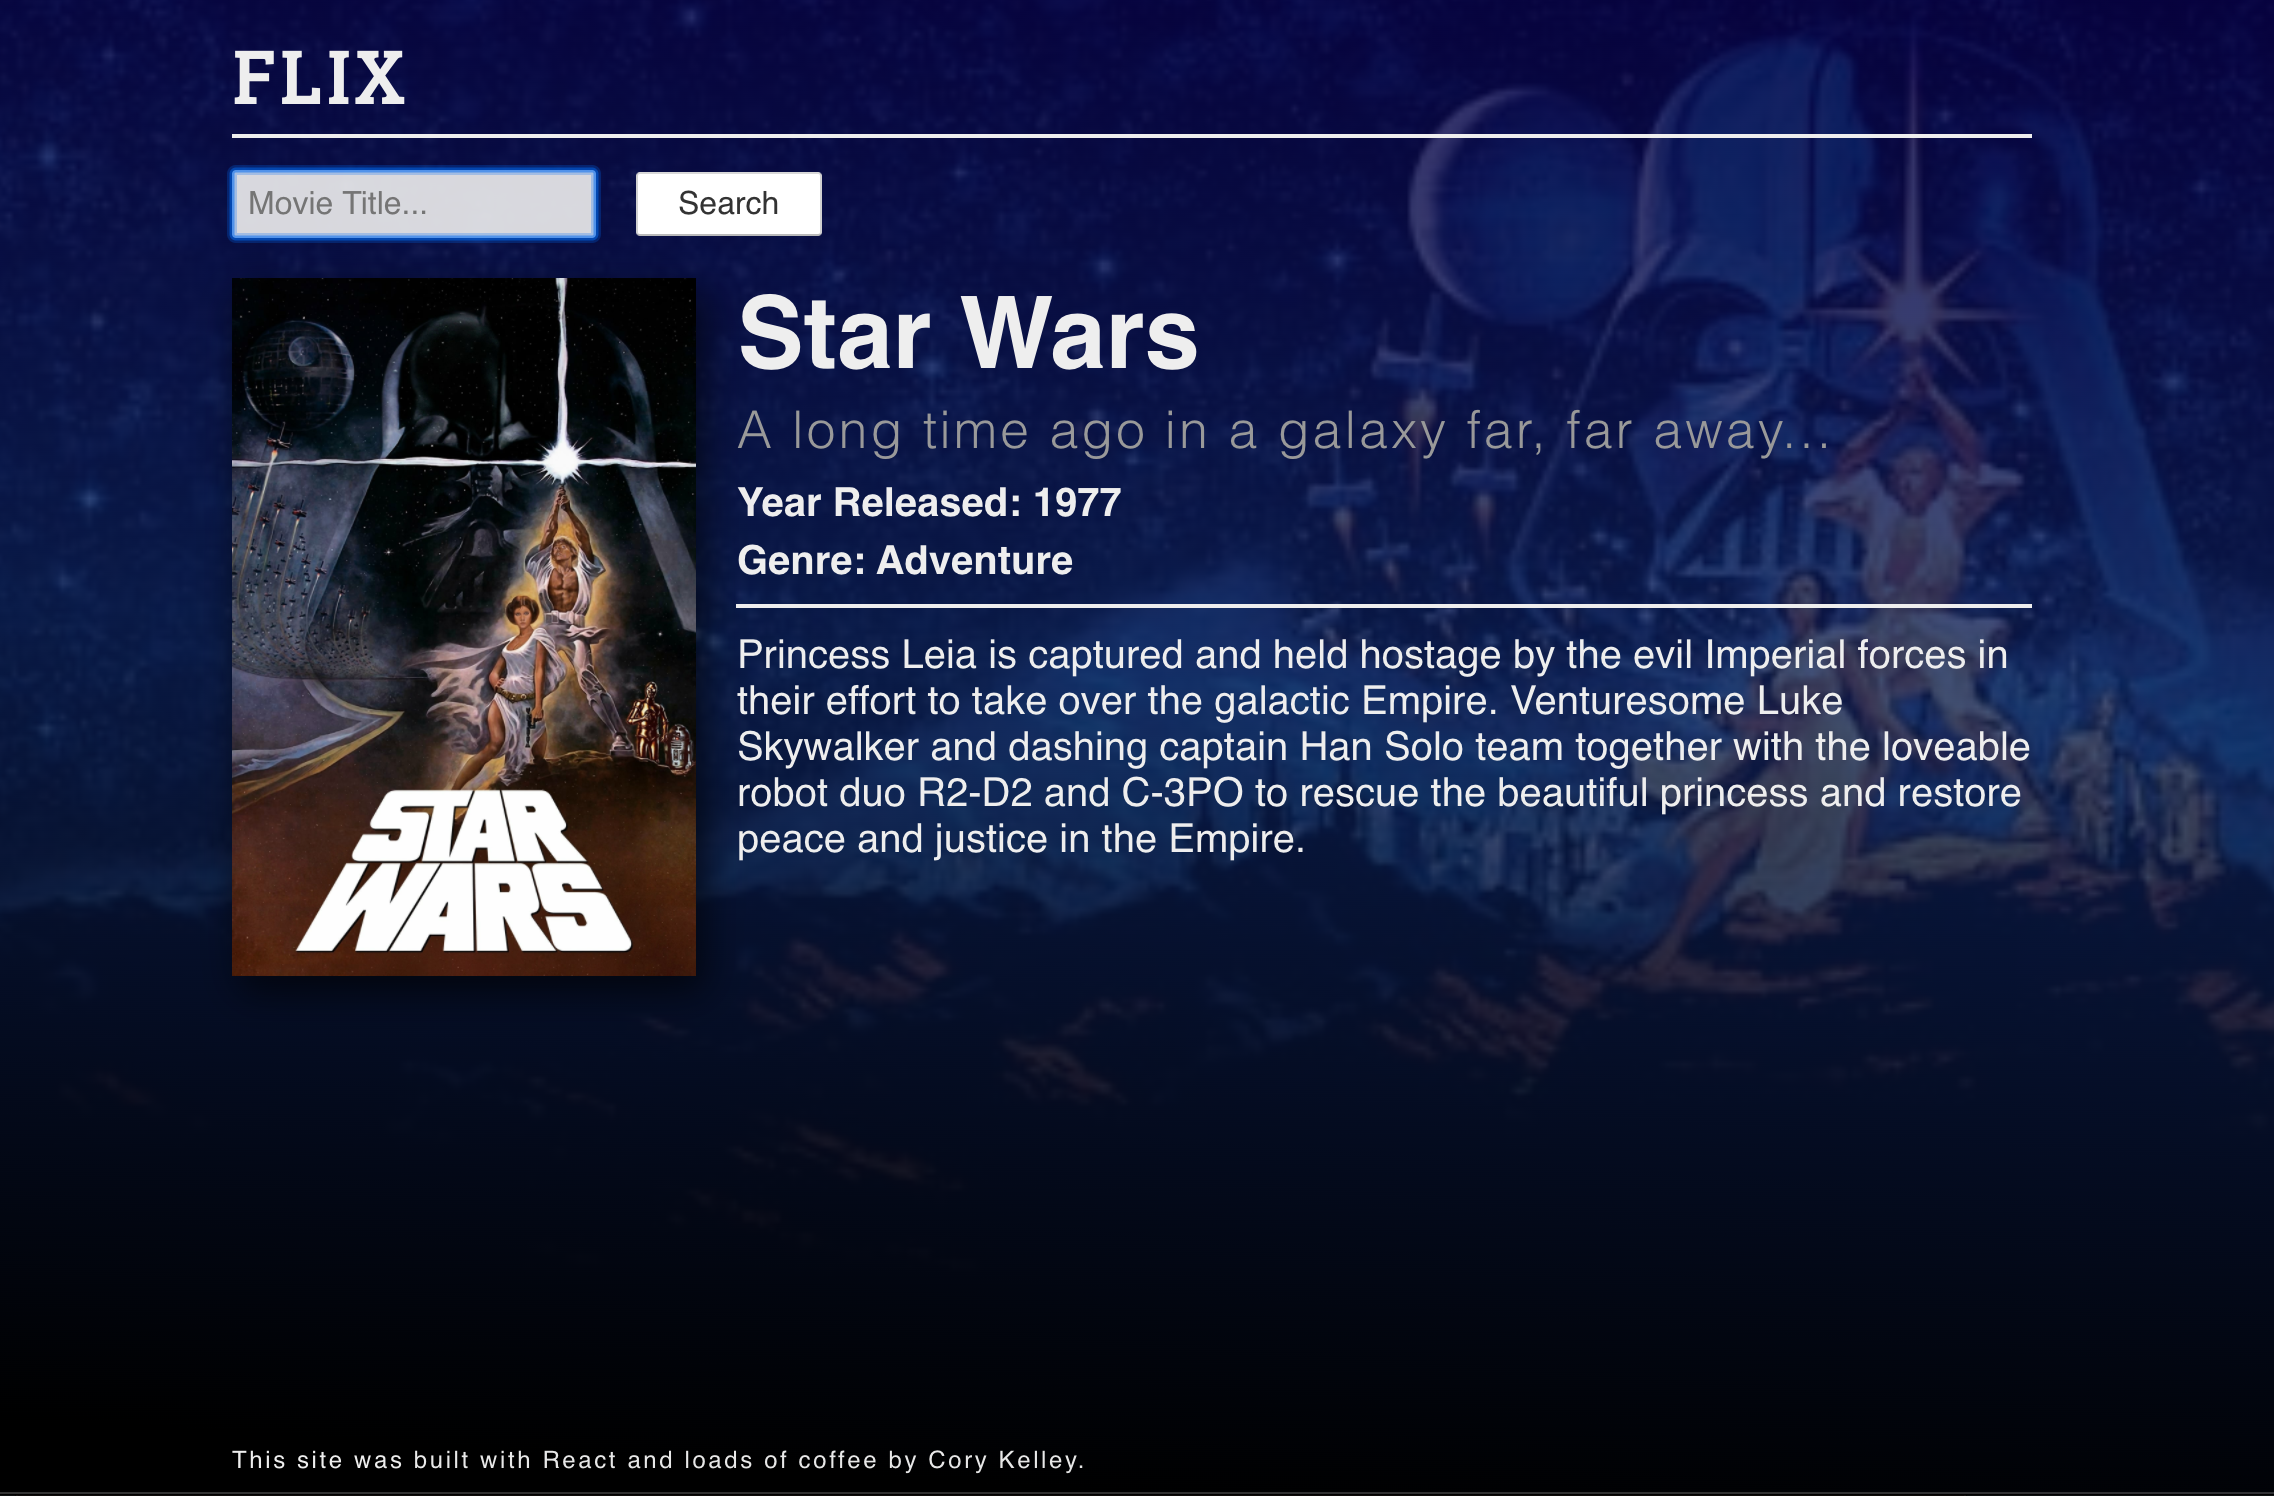 FLIX
Movie Title...
Search
STAR
WARS
Star Wars
A long time ago in a galaxy far, far away...
Year Released: 1977
Genre: Adventure
Princess Leia is captured and held hostage by the evil Imperial forces in
their effort to take over the galactic Empire. Venturesome Luke
Skywalker and dashing captain Han Solo team together with the loveable
robot duo R2-D2 and C-3PO to rescue the beautiful princess and restore
peace and justice in the Empire.
This site was built with React and loads of coffee by Cory Kelley.